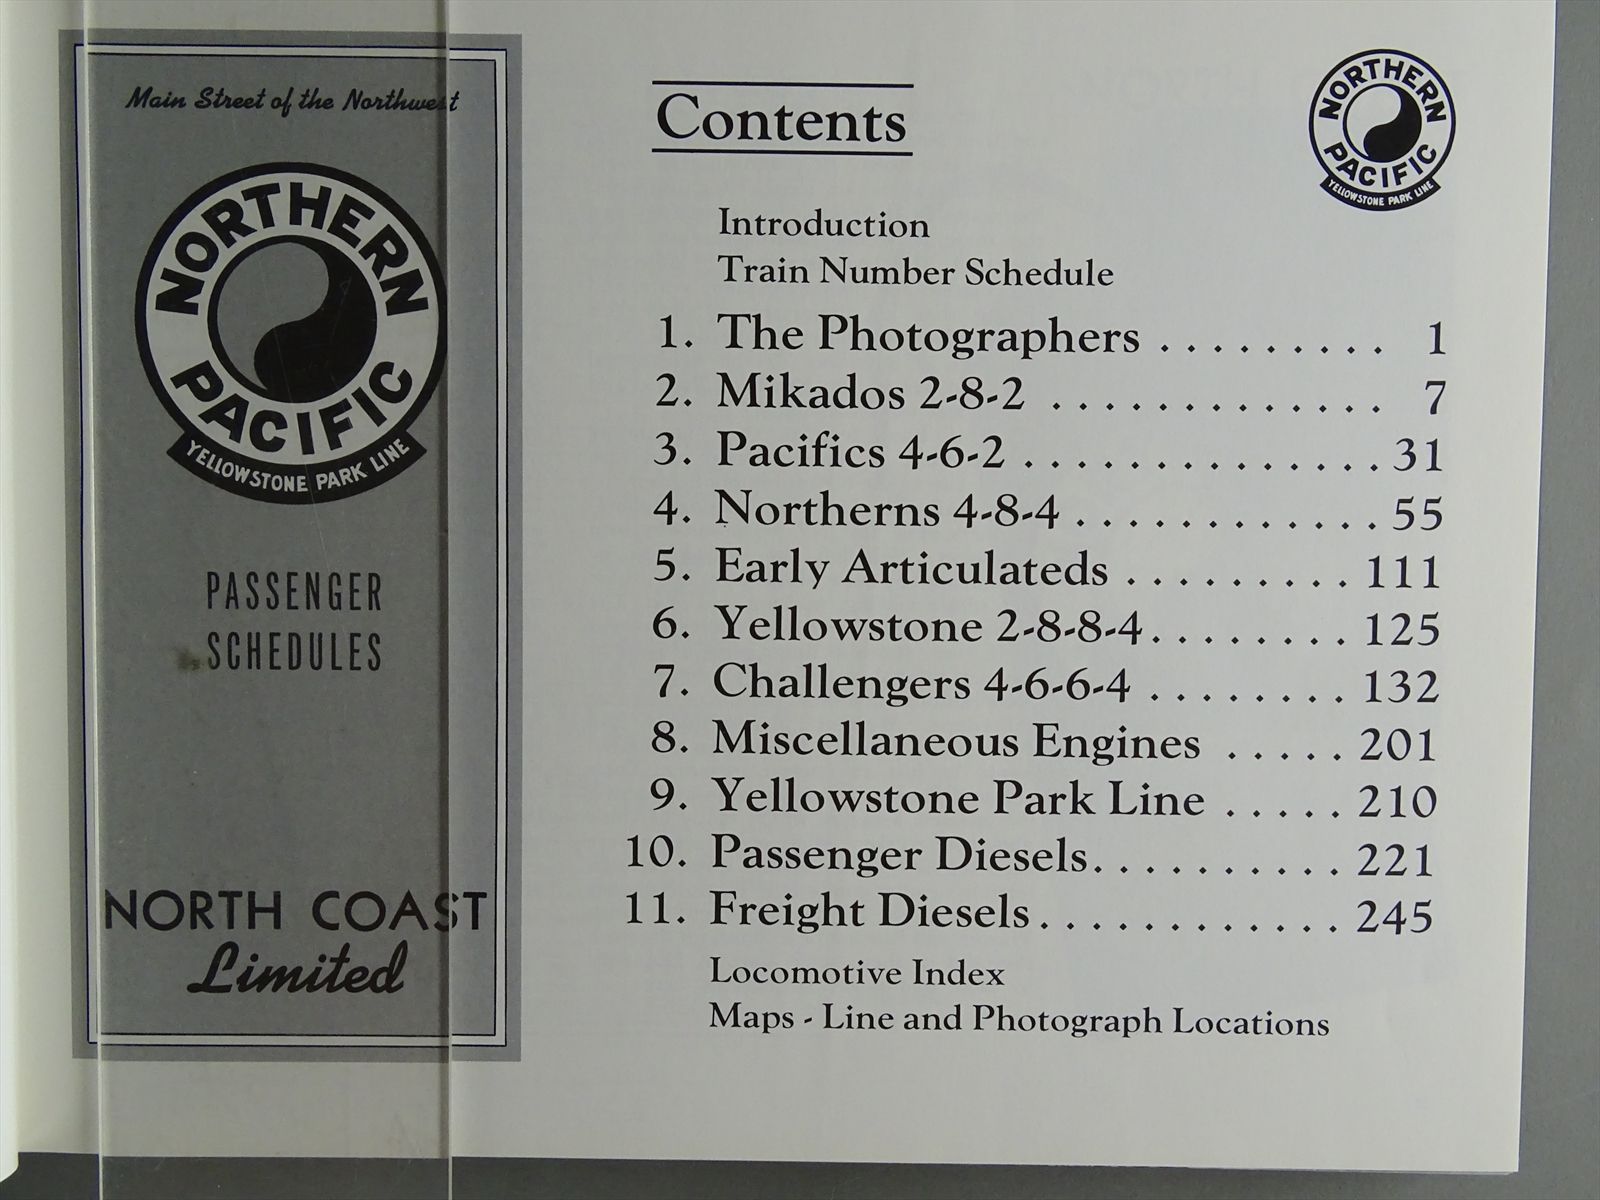 Main Street of the Northwest
NORTHERN
PACIFIC
YELLOWSTONE PARK LINE
PASSENGER
SCHEDULES
NORTH COAST
Limited
Contents
NORTHERN
PACIFIC
YELLOWSTONE PARK LINE
Introduction
Train Number Schedule
1. The Photographers . . . . . . . . . 1
2. Mikados 2-8-2 . . . . . . . . . . . . . 7
3. Pacifics 4-6-2 . . . . . . . . . . . . . . 31
4. Northerns 4-8-4 . . . . . . . . . . . . 55
5. Early Articulateds . . . . . . . . . 111
6. Yellowstone 2-8-8-4. . . . . . . . 125
7. Challengers 4-6-6-4 . . . . . . . . 132
8. Miscellaneous Engines . . . . . 201
9. Yellowstone Park Line . . . . . 210
10. Passenger Diesels. . . . . . . . . . 221
11. Freight Diesels. . . . . . . . . . . . 245
Locomotive Index
Maps - Line and Photograph Locations